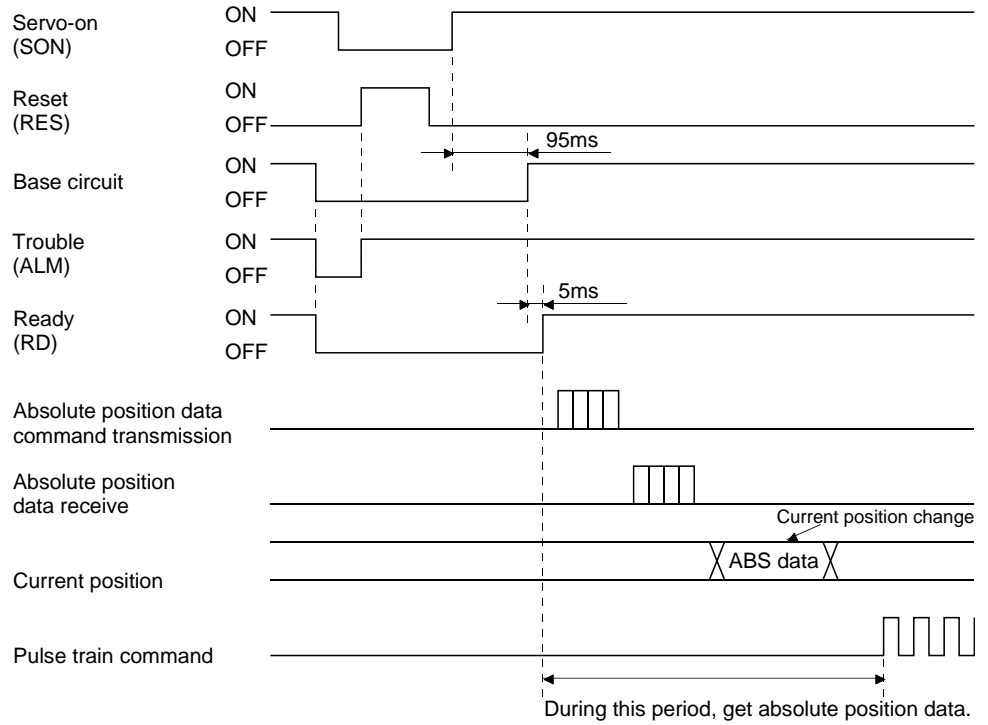 Servo-on
(SON)
ON
OFF
Reset
(RES)
ON
OFF
95ms
Base circuit
ON
OFF
Trouble
(ALM)
ON
OFF
5ms
Ready
(RD)
ON
OFF
Absolute position data
command transmission
Absolute position
data receive
Current position change
Current position
ABS data
Pulse train command
During this period, get absolute position data.